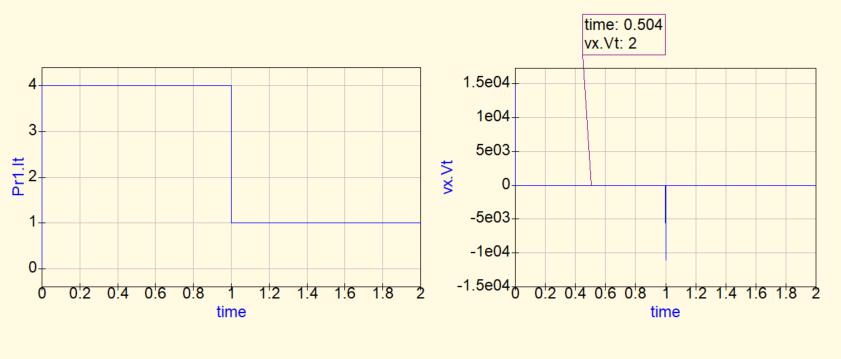 time: 0.504
vx.Vt: 2
4
3
2
1
0
Pr1.It
0 0.2 0.4 0.6 0.8 1 1.2 1.4 1.6 1.8 2
time
1.5e04
1e04
5e03
0
-5e03
-1e04
-1.5e04
vx.Vt
0 0.2 0.4 0.6 0.8 1 1.2 1.4 1.6 1.8 2
time